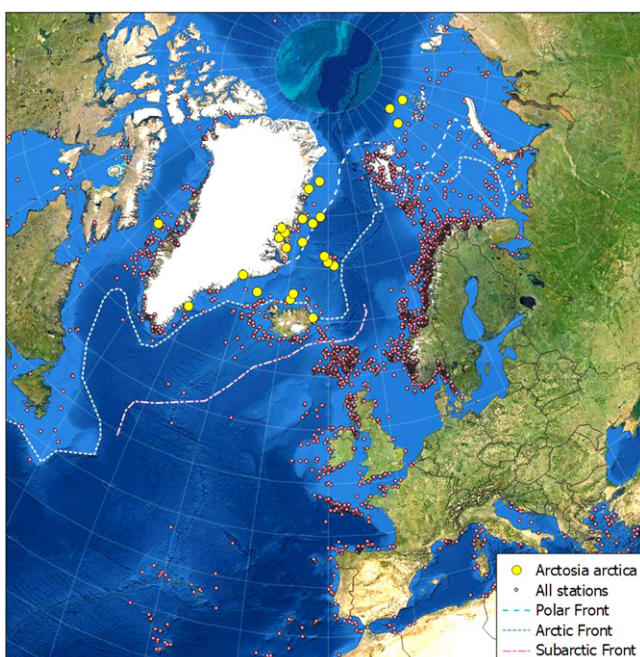 Arctosia arctica
All stations
Polar Front
Arctic Front
Subarctic Front